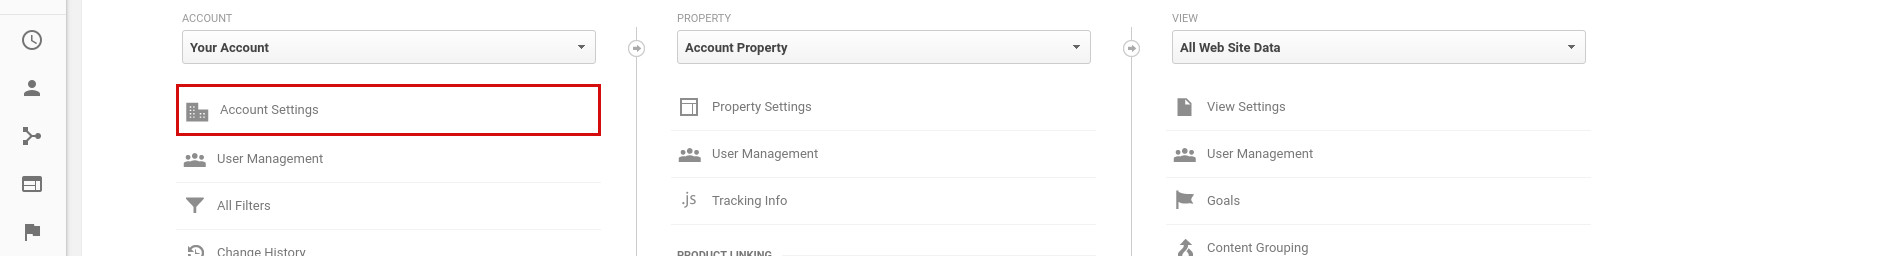 ACCOUNT
Your Account
Account Settings
User Management
All Filters
Change History
PROPERTY
Account Property
Property Settings
User Management
.js Tracking Info
PRODUCT LINKING
VIEW
All Web Site Data
View Settings
User Management
Goals
Content Grouping